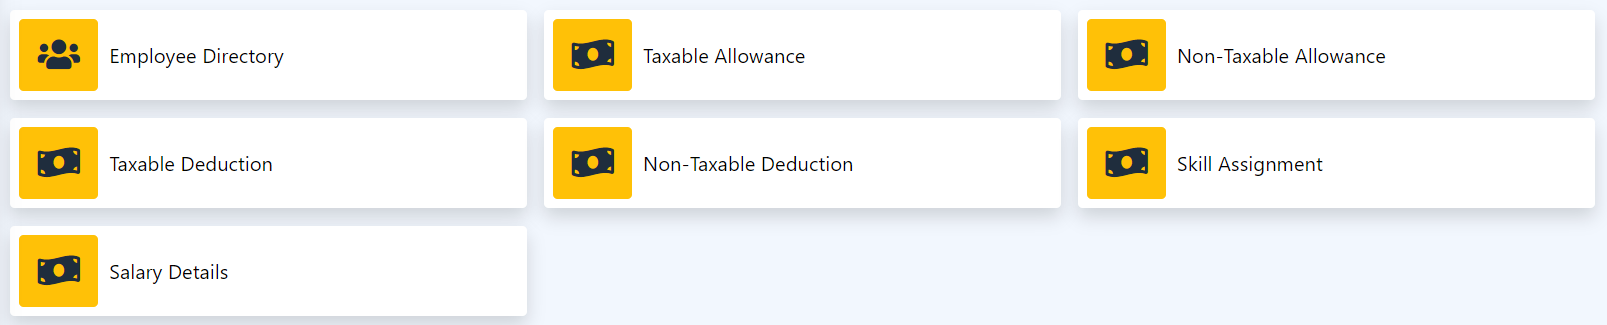 Employee Directory
Taxable Allowance
Non-Taxable Allowance
Taxable Deduction
Non-Taxable Deduction
Skill Assignment
Salary Details